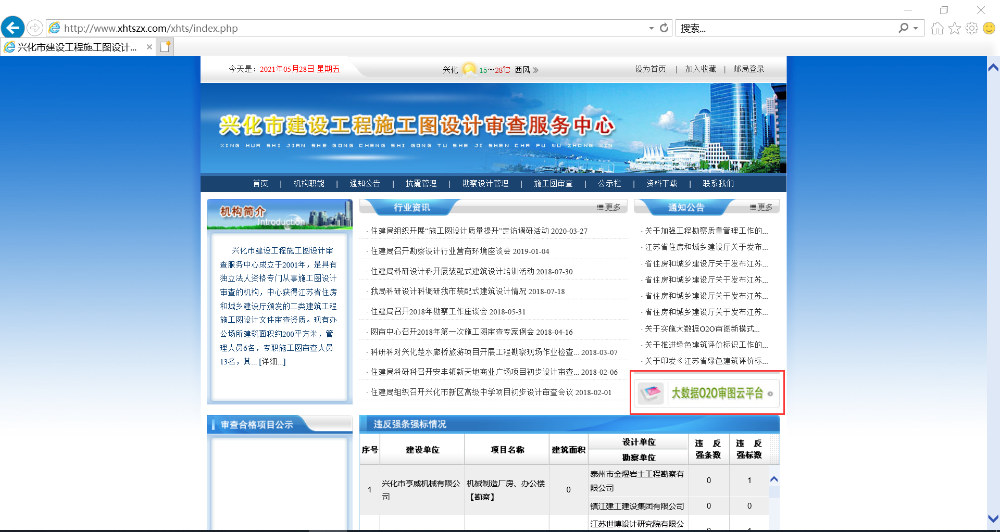 http://www.xhtszx.com/xhts/index.php
搜索...
兴化市建设工程施工图设计...
今天是：2021年05月28日 星期五
兴化 15～28℃ 西风
设为首页 | 加入收藏 | 邮局登录
兴化市建设工程施工图设计审查服务中心
XING HUA SHI JIAN SHE GONG CHENG SHI GONG TU SHE JI SHEN CHA FU WU ZHONG XIN
首页 | 机构职能 | 通知公告 | 抗震管理 | 勘察设计管理 | 施工图审查 | 公示栏 | 资料下载 | 联系我们
机构简介
Introduction
兴化市建设工程施工图设计审
查服务中心成立于2001年，是具有
独立法人资格专门从事施工图设计
审查的机构，中心获得江苏省住房
和城乡建设厅颁发的二类建筑工程
施工图设计文件审查资质。现有办
公场所建筑面积约200平方米，管
理人员6名，专职施工图审查人员
13名，其... [详细...]
行业资讯
更多
· 住建局组织开展“施工图设计质量提升”走访调研活动 2020-03-27
· 住建局召开勘察设计行业营商环境座谈会 2019-01-04
· 住建局科研设计科开展装配式建筑设计培训活动 2018-07-30
· 我局科研设计科调研我市装配式建筑设计情况 2018-07-18
· 住建局召开2018年勘察工作座谈会 2018-05-31
· 图审中心召开2018年第一次施工图审查专家例会 2018-04-16
· 科研科对兴化楚水廊桥旅游项目开展工程勘察现场作业检查... 2018-03-07
· 住建局科研科召开安丰镇新天地商业广场项目初步设计审查... 2018-02-06
· 住建局组织召开兴化市新区高级中学项目初步设计审查会议 2018-02-01
通知公告
更多
· 关于加强工程勘察质量管理工作的...
· 江苏省住房和城乡建设厅关于发布...
· 省住房和城乡建设厅关于发布江苏...
· 省住房和城乡建设厅关于发布江苏...
· 省住房和城乡建设厅关于发布江苏...
· 省住房和城乡建设厅关于发布江苏...
· 关于实施大数据O2O审图新模式...
· 关于推进绿色建筑评价标识工作的...
· 关于印发《江苏省绿色建筑评价标...
大数据O2O审图云平台
审查合格项目公示
违反强条强标情况
序号
建设单位
项目名称
建筑面积
设计单位
勘察单位
违 反
强条数
违 反
强标数
1
兴化市亨威机械有限公
司
机械制造厂房、办公楼
【勘察】
0
泰州市金煜岩土工程勘察有
限公司
0
1
镇江建工建设集团有限公司
0
0
江苏世博设计研究院有限公